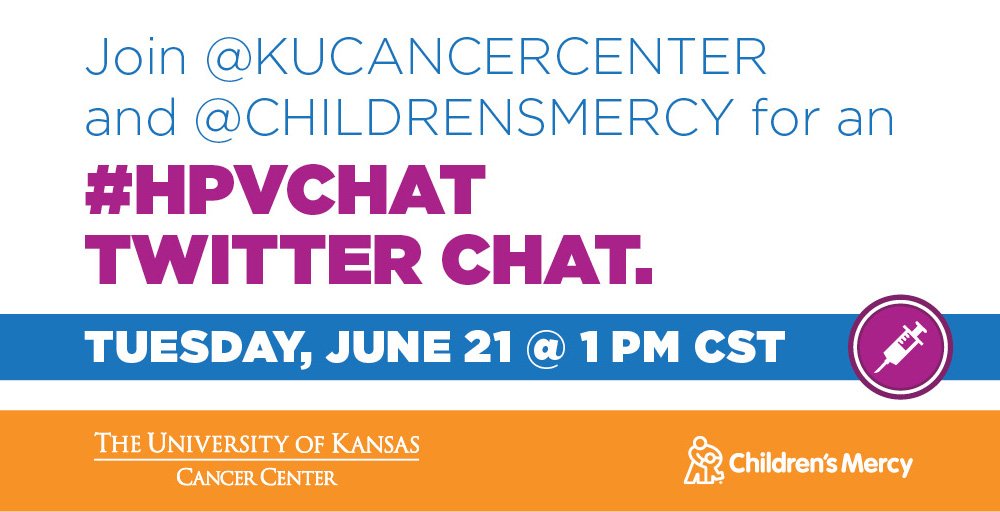 Join @KUCANCERCENTER
and @CHILDRENSMERCY for an
#HPVCHAT
TWITTER CHAT.
TUESDAY, JUNE 21 @ 1 PM CST
THE UNIVERSITY OF KANSAS
CANCER CENTER
Children's Mercy